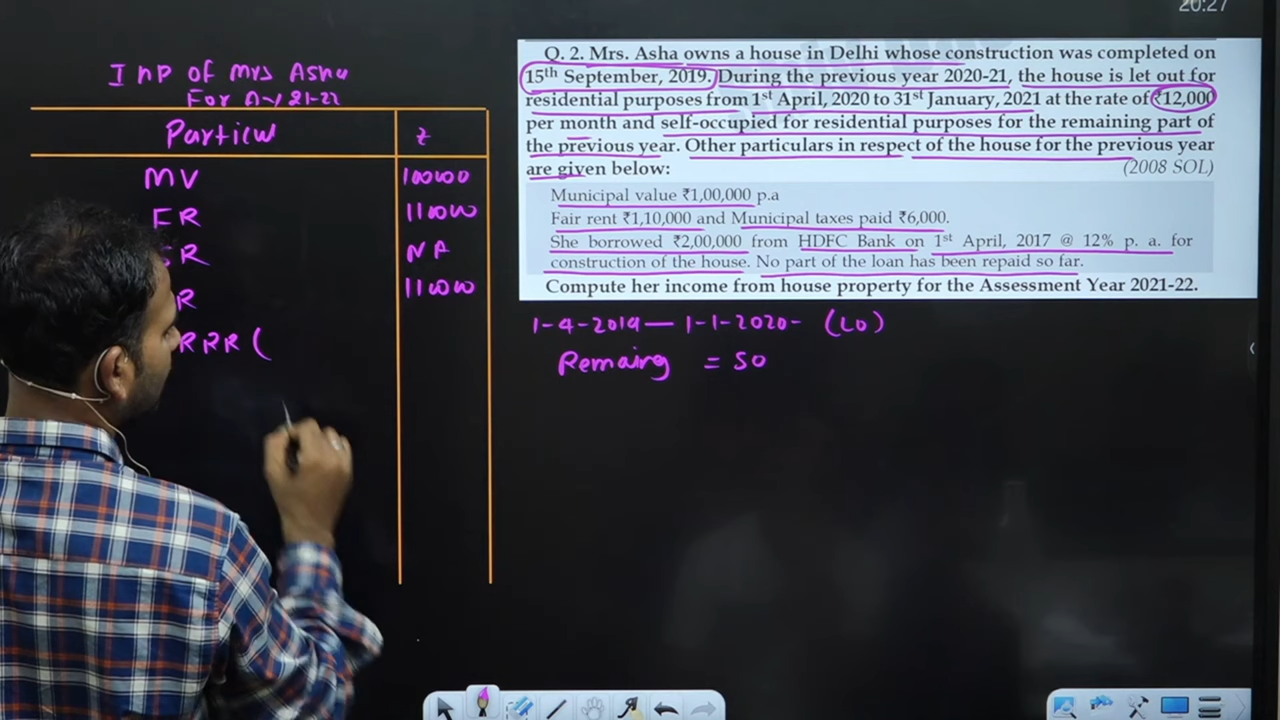 20:27
I n P of Mrs Asha
For A-Y 21-22
Particul
₹
MV 100000
FR 110000
SR NA
R 110000
RRR (
Q. 2. Mrs. Asha owns a house in Delhi whose construction was completed on
15th September, 2019. During the previous year 2020-21, the house is let out for
residential purposes from 1st April, 2020 to 31st January, 2021 at the rate of ₹12,000
per month and self-occupied for residential purposes for the remaining part of
the previous year. Other particulars in respect of the house for the previous year
are given below: (2008 SOL)
Municipal value ₹1,00,000 p.a
Fair rent ₹1,10,000 and Municipal taxes paid ₹6,000.
She borrowed ₹2,00,000 from HDFC Bank on 1st April, 2017 @ 12% p. a. for
construction of the house. No part of the loan has been repaid so far.
Compute her income from house property for the Assessment Year 2021-22.
1-4-2019 — 1-1-2020- (LO)
Remaing = SO